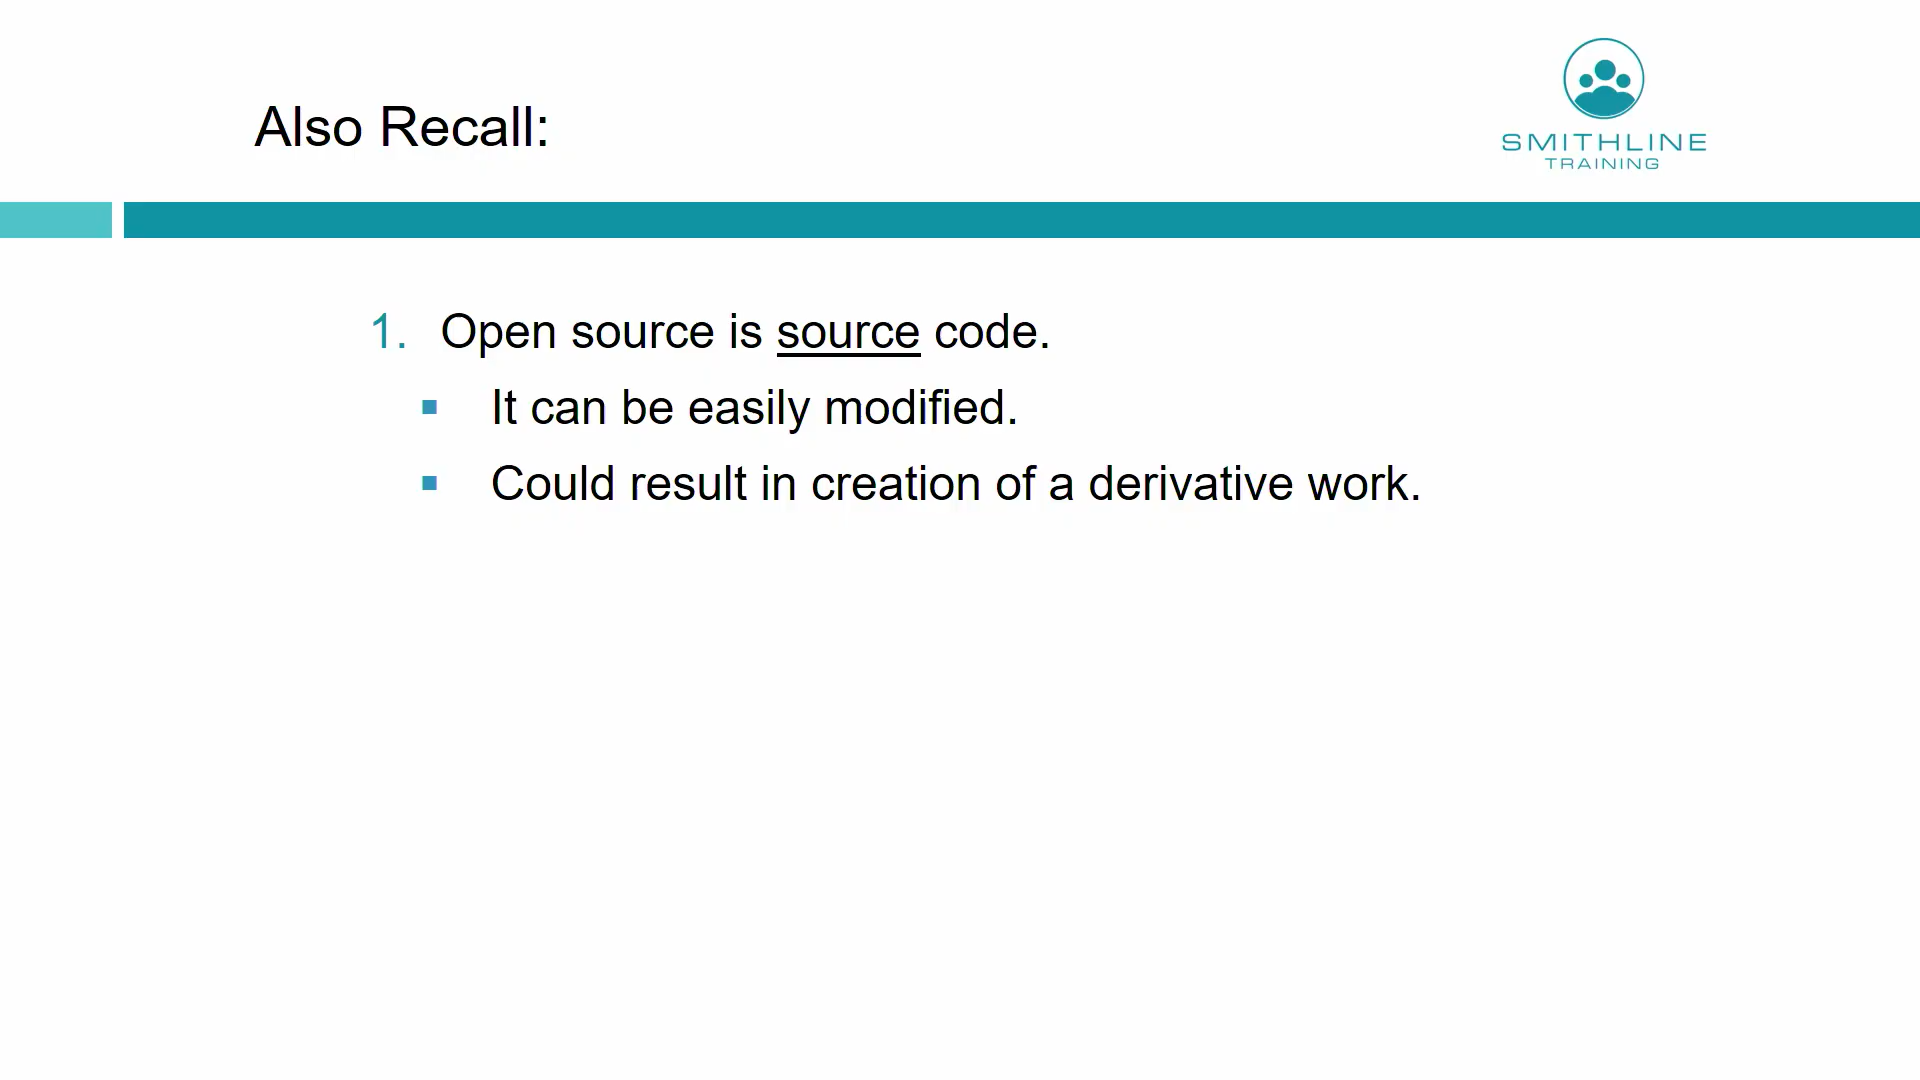 Also Recall:
SMITHLINE
TRAINING
1. Open source is source code.
▪ It can be easily modified.
▪ Could result in creation of a derivative work.